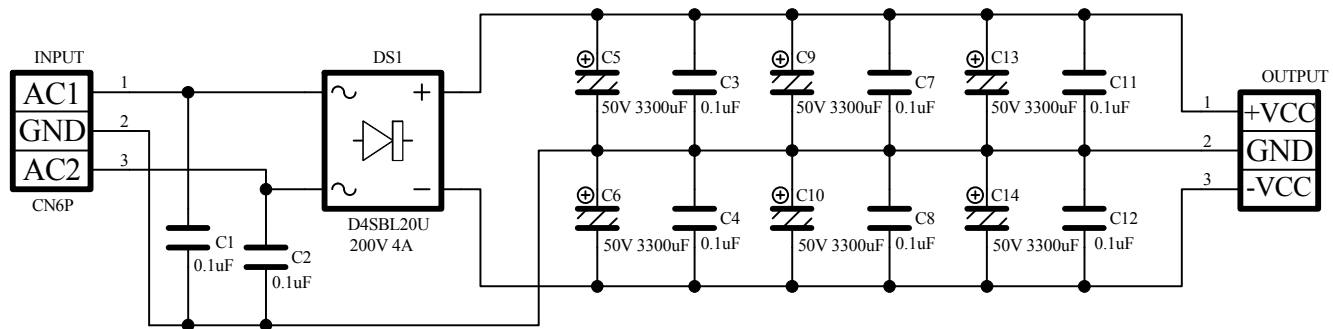 INPUT
AC1
GND
AC2
CN6P
1
2
3
C1
0.1uF
C2
0.1uF
DS1
+
−
D4SBL20U
200V 4A
C5
50V 3300uF
C3
0.1uF
C9
50V 3300uF
C7
0.1uF
C13
50V 3300uF
C11
0.1uF
C6
50V 3300uF
C4
0.1uF
C10
50V 3300uF
C8
0.1uF
C14
50V 3300uF
C12
0.1uF
OUTPUT
1
+VCC
2
GND
3
-VCC